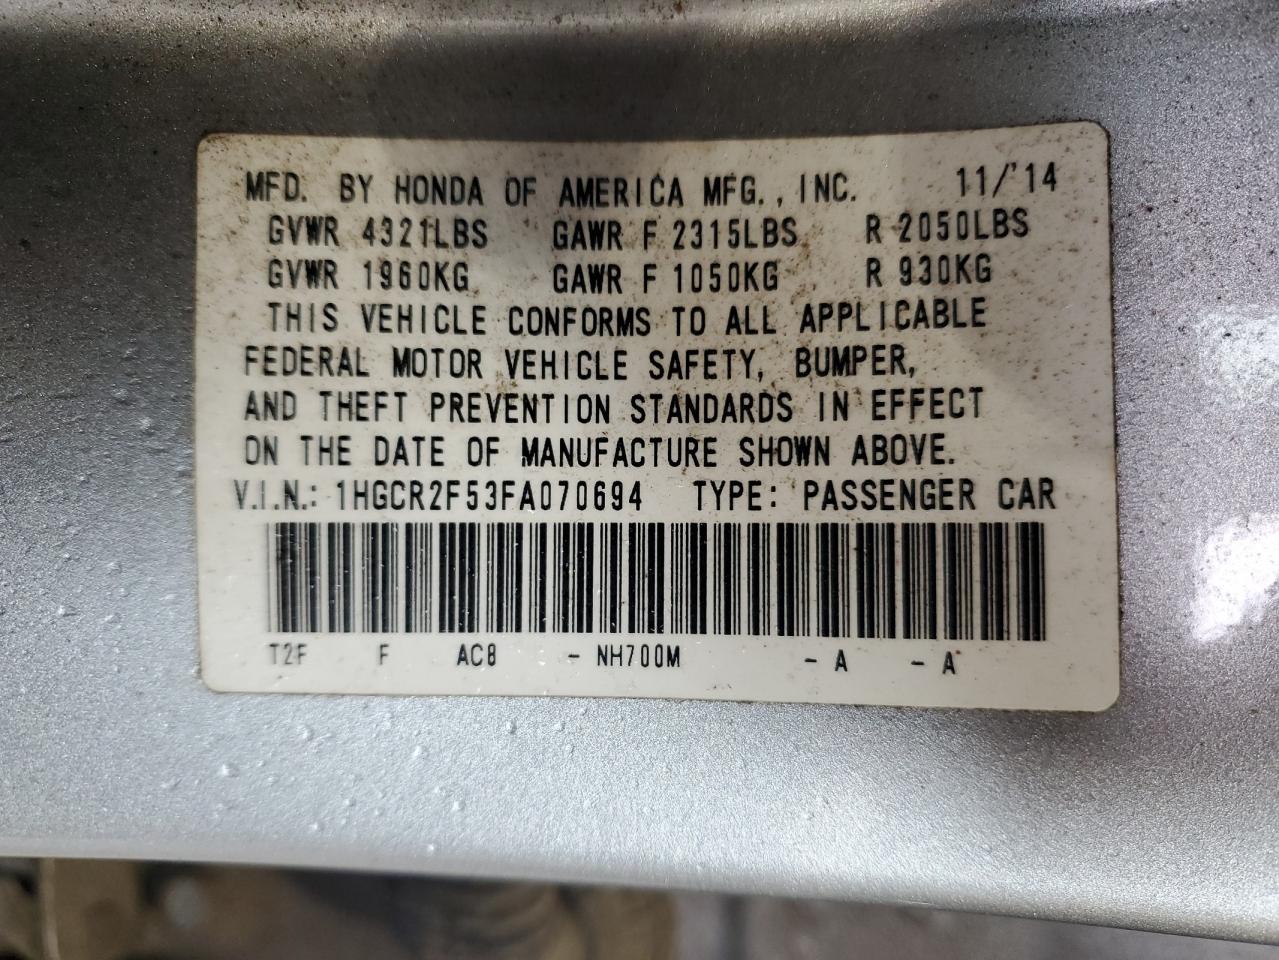 MFD. BY HONDA OF AMERICA MFG., INC. 11/'14
GVWR 4321LBS GAWR F 2315LBS R 2050LBS
GVWR 1960KG GAWR F 1050KG R 930KG
THIS VEHICLE CONFORMS TO ALL APPLICABLE
FEDERAL MOTOR VEHICLE SAFETY, BUMPER,
AND THEFT PREVENTION STANDARDS IN EFFECT
ON THE DATE OF MANUFACTURE SHOWN ABOVE.
V.I.N.: 1HGCR2F53FA070694 TYPE: PASSENGER CAR
T2F F AC8 - NH700M - A - A